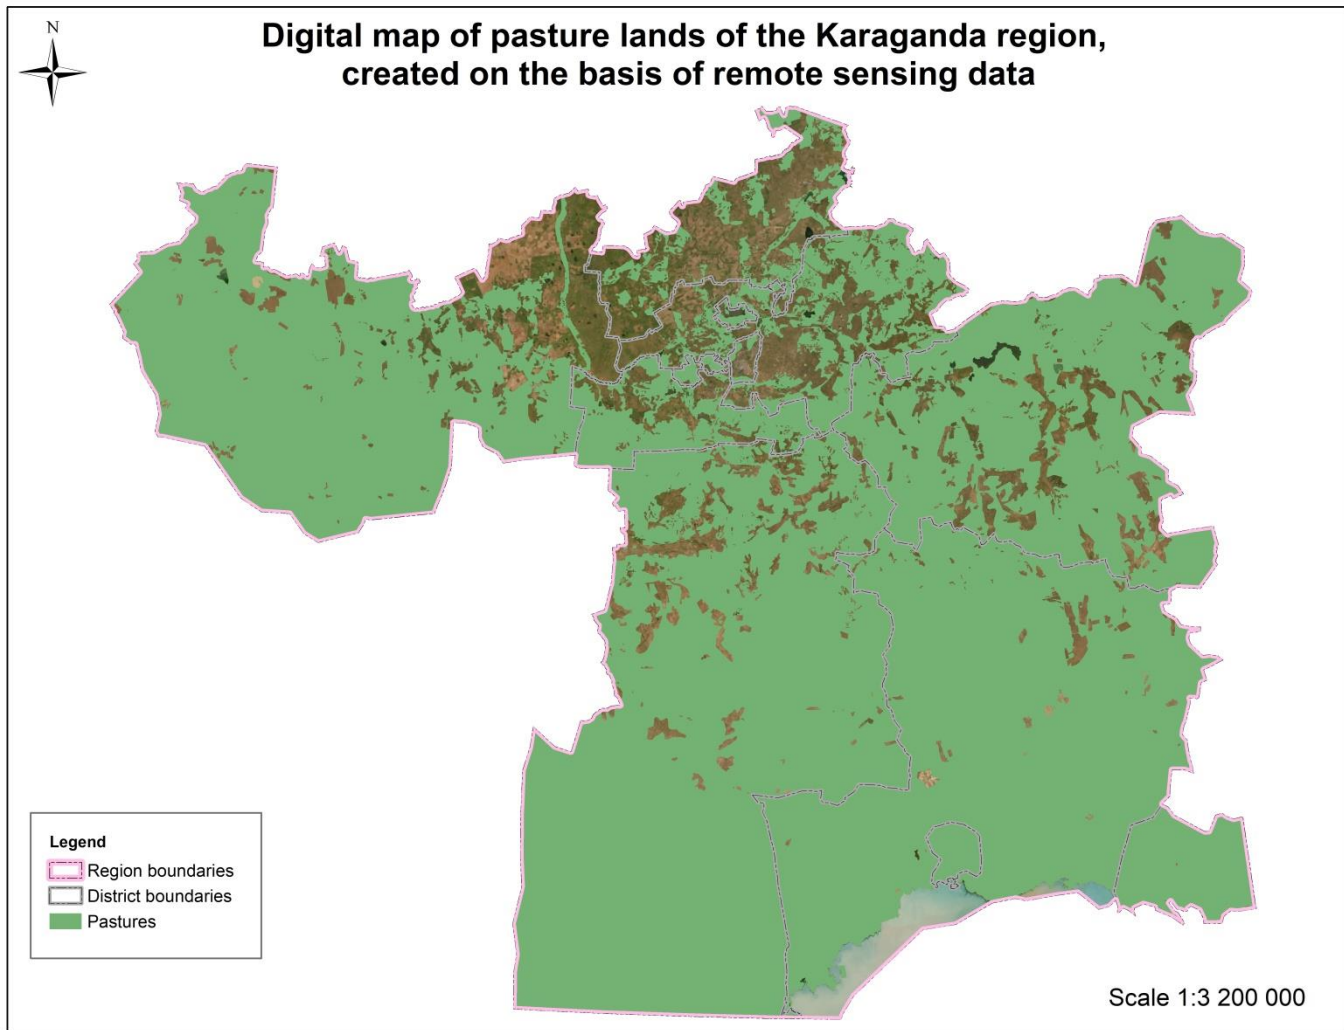 N
Digital map of pasture lands of the Karaganda region,
created on the basis of remote sensing data
Legend
Region boundaries
District boundaries
Pastures
Scale 1:3 200 000